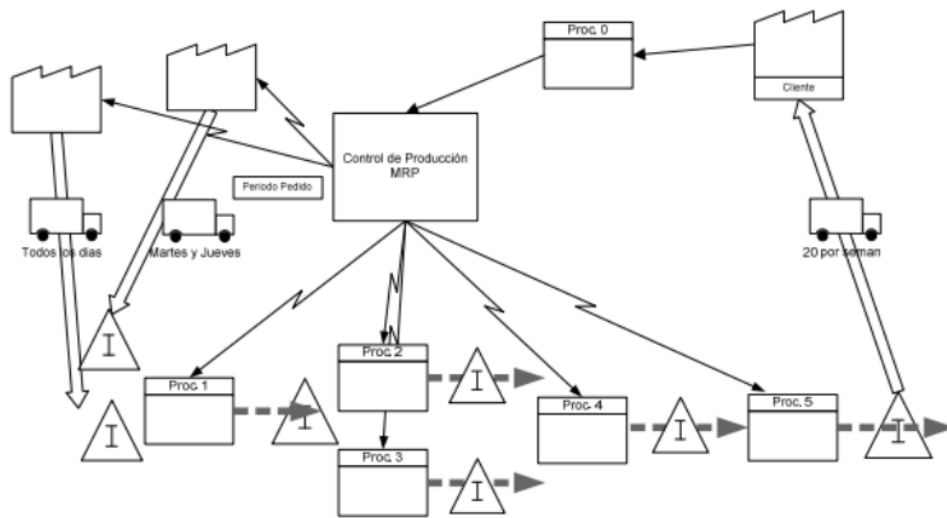 Proc. 0
Cliente
Control de Producción
MRP
Periodo Pedido
Todos los dias
Martes y Jueves
20 por seman
I
Proc. 1
Proc. 2
Proc. 3
Proc. 4
Proc. 5
I
I
I
I
I
I